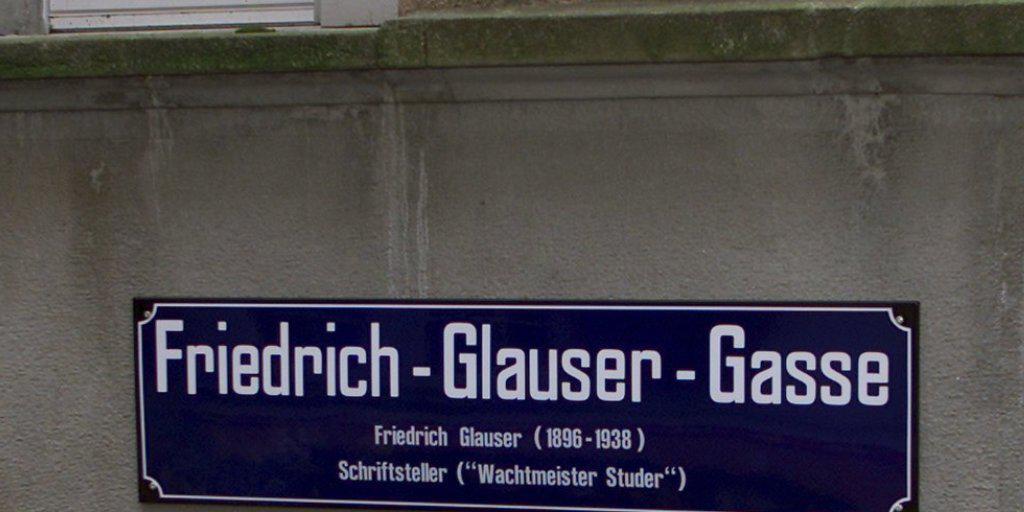 Friedrich-Glauser-Gasse
Friedrich Glauser (1896-1938)
Schriftsteller (“Wachtmeister Studer“)